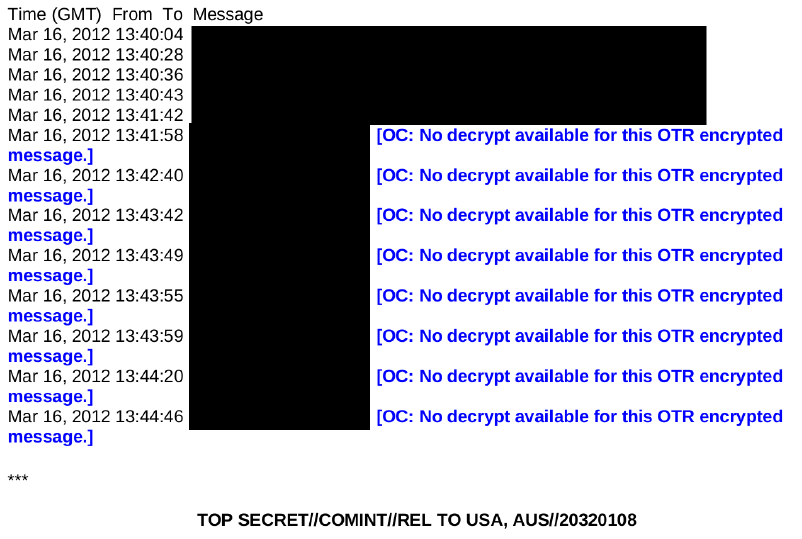 Time (GMT) From To Message
Mar 16, 2012 13:40:04
Mar 16, 2012 13:40:28
Mar 16, 2012 13:40:36
Mar 16, 2012 13:40:43
Mar 16, 2012 13:41:42
Mar 16, 2012 13:41:58 [OC: No decrypt available for this OTR encrypted
message.]
Mar 16, 2012 13:42:40 [OC: No decrypt available for this OTR encrypted
message.]
Mar 16, 2012 13:43:42 [OC: No decrypt available for this OTR encrypted
message.]
Mar 16, 2012 13:43:49 [OC: No decrypt available for this OTR encrypted
message.]
Mar 16, 2012 13:43:55 [OC: No decrypt available for this OTR encrypted
message.]
Mar 16, 2012 13:43:59 [OC: No decrypt available for this OTR encrypted
message.]
Mar 16, 2012 13:44:20 [OC: No decrypt available for this OTR encrypted
message.]
Mar 16, 2012 13:44:46 [OC: No decrypt available for this OTR encrypted
message.]
***
TOP SECRET//COMINT//REL TO USA, AUS//20320108